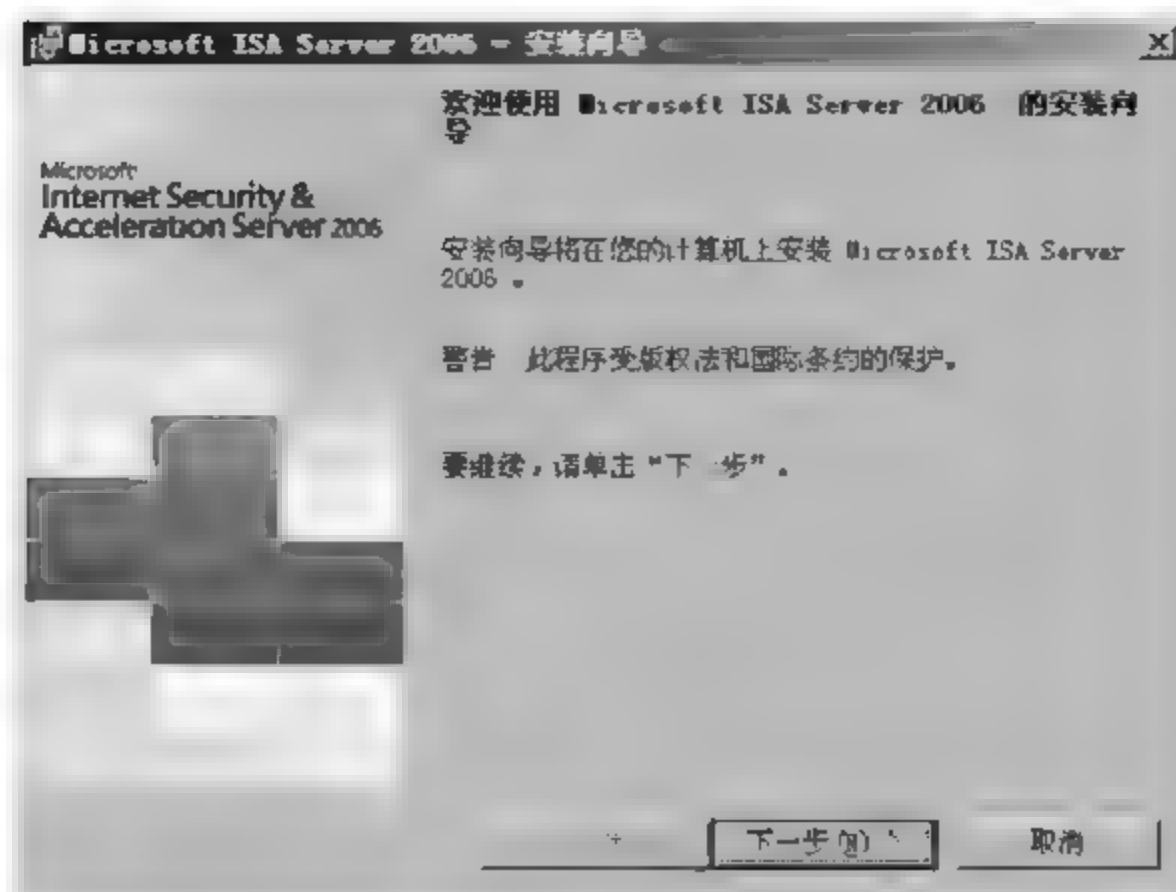 Microsoft ISA Server 2006 - 安装向导
欢迎使用 Microsoft ISA Server 2006 的安装向
导
Microsoft
Internet Security &
Acceleration Server 2006
安装向导将在您的计算机上安装 Microsoft ISA Server
2006 。
警告 此程序受版权法和国际条约的保护。
要继续，请单击“下一步”。
下一步(N) >
取消